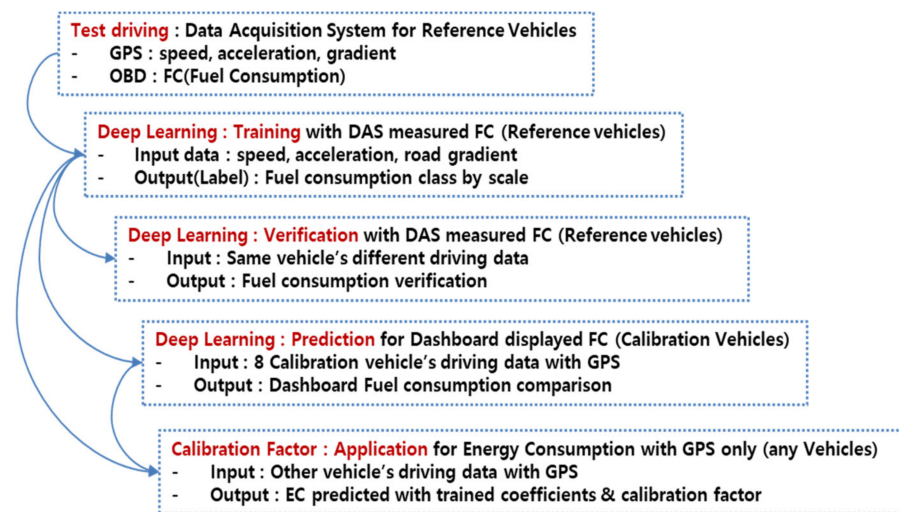 Test driving : Data Acquisition System for Reference Vehicles
- GPS : speed, acceleration, gradient
- OBD : FC(Fuel Consumption)
Deep Learning : Training with DAS measured FC (Reference vehicles)
- Input data : speed, acceleration, road gradient
- Output(Label) : Fuel consumption class by scale
Deep Learning : Verification with DAS measured FC (Reference vehicles)
- Input : Same vehicle's different driving data
- Output : Fuel consumption verification
Deep Learning : Prediction for Dashboard displayed FC (Calibration Vehicles)
- Input : 8 Calibration vehicle's driving data with GPS
- Output : Dashboard Fuel consumption comparison
Calibration Factor : Application for Energy Consumption with GPS only (any Vehicles)
- Input : Other vehicle's driving data with GPS
- Output : EC predicted with trained coefficients & calibration factor